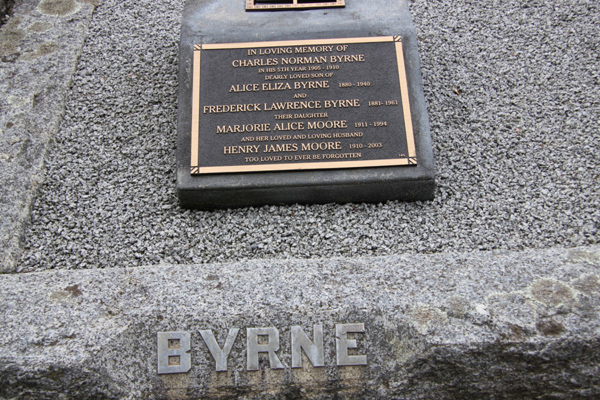 IN LOVING MEMORY OF
CHARLES NORMAN BYRNE
IN HIS 5TH YEAR 1905 - 1910
DEARLY LOVED SON OF
ALICE ELIZA BYRNE 1880 - 1940
AND
FREDERICK LAWRENCE BYRNE 1881 - 1961
THEIR DAUGHTER
MARJORIE ALICE MOORE 1911 - 1994
AND HER LOVED AND LOVING HUSBAND
HENRY JAMES MOORE 1910 - 2003
TOO LOVED TO EVER BE FORGOTTEN
BYRNE